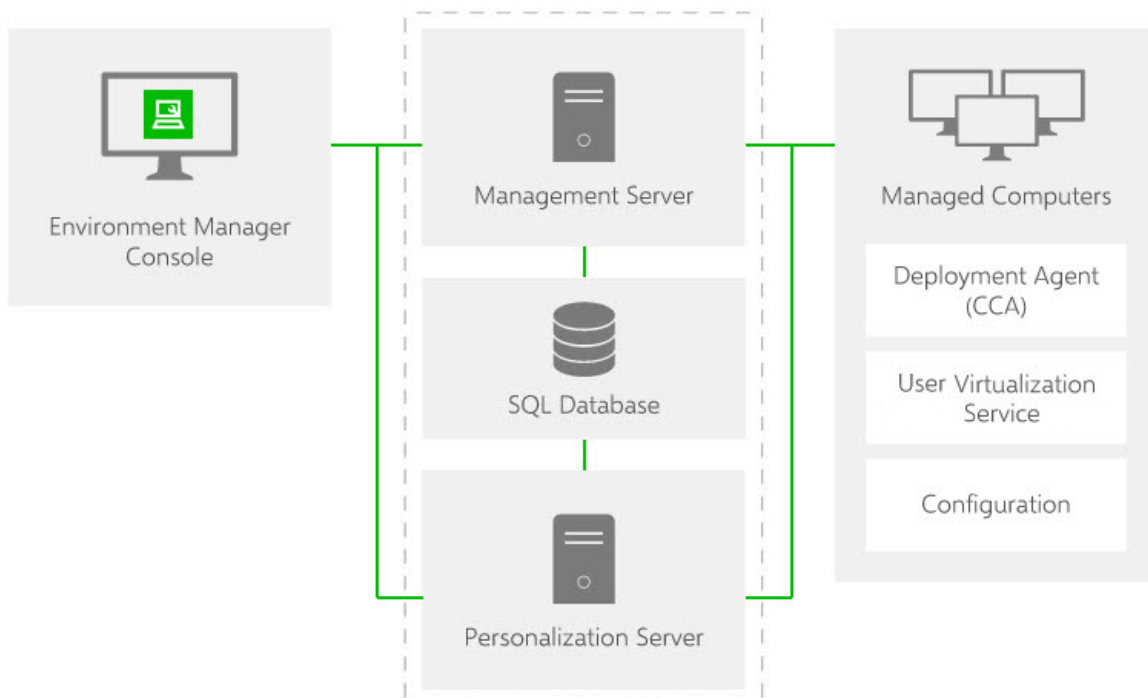 Environment Manager
Console
Management Server
SQL Database
Personalization Server
Managed Computers
Deployment Agent
(CCA)
User Virtualization
Service
Configuration